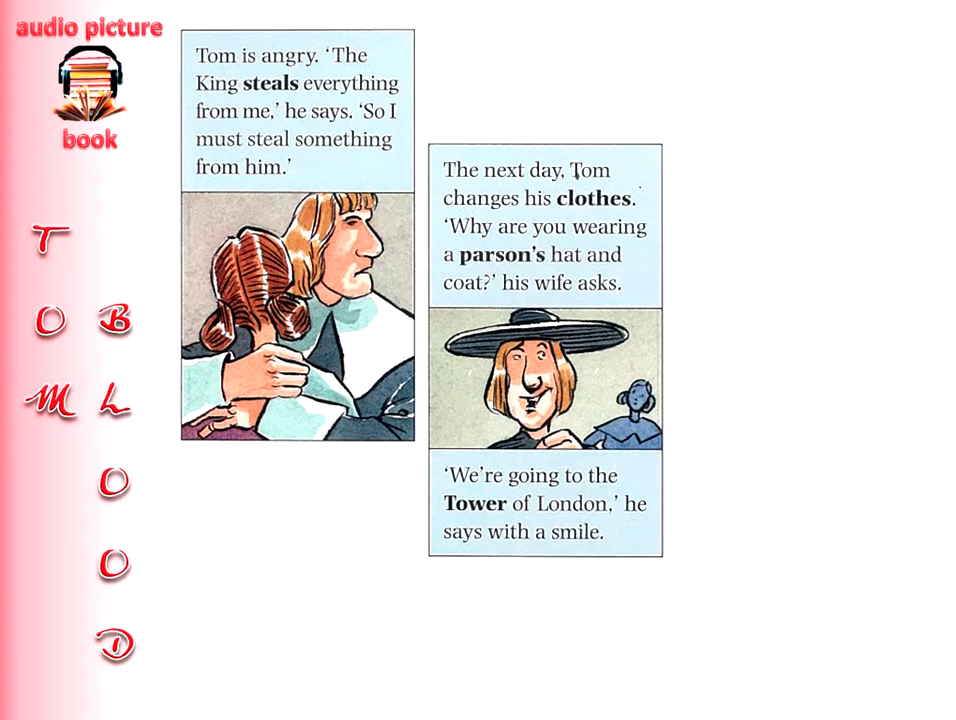 audio picture
book
TOM
BLOOD
Tom is angry. ‘The
King steals everything
from me,’ he says. ‘So I
must steal something
from him.’
The next day, Tom
changes his clothes.
‘Why are you wearing
a parson’s hat and
coat?’ his wife asks.
‘We’re going to the
Tower of London,’ he
says with a smile.